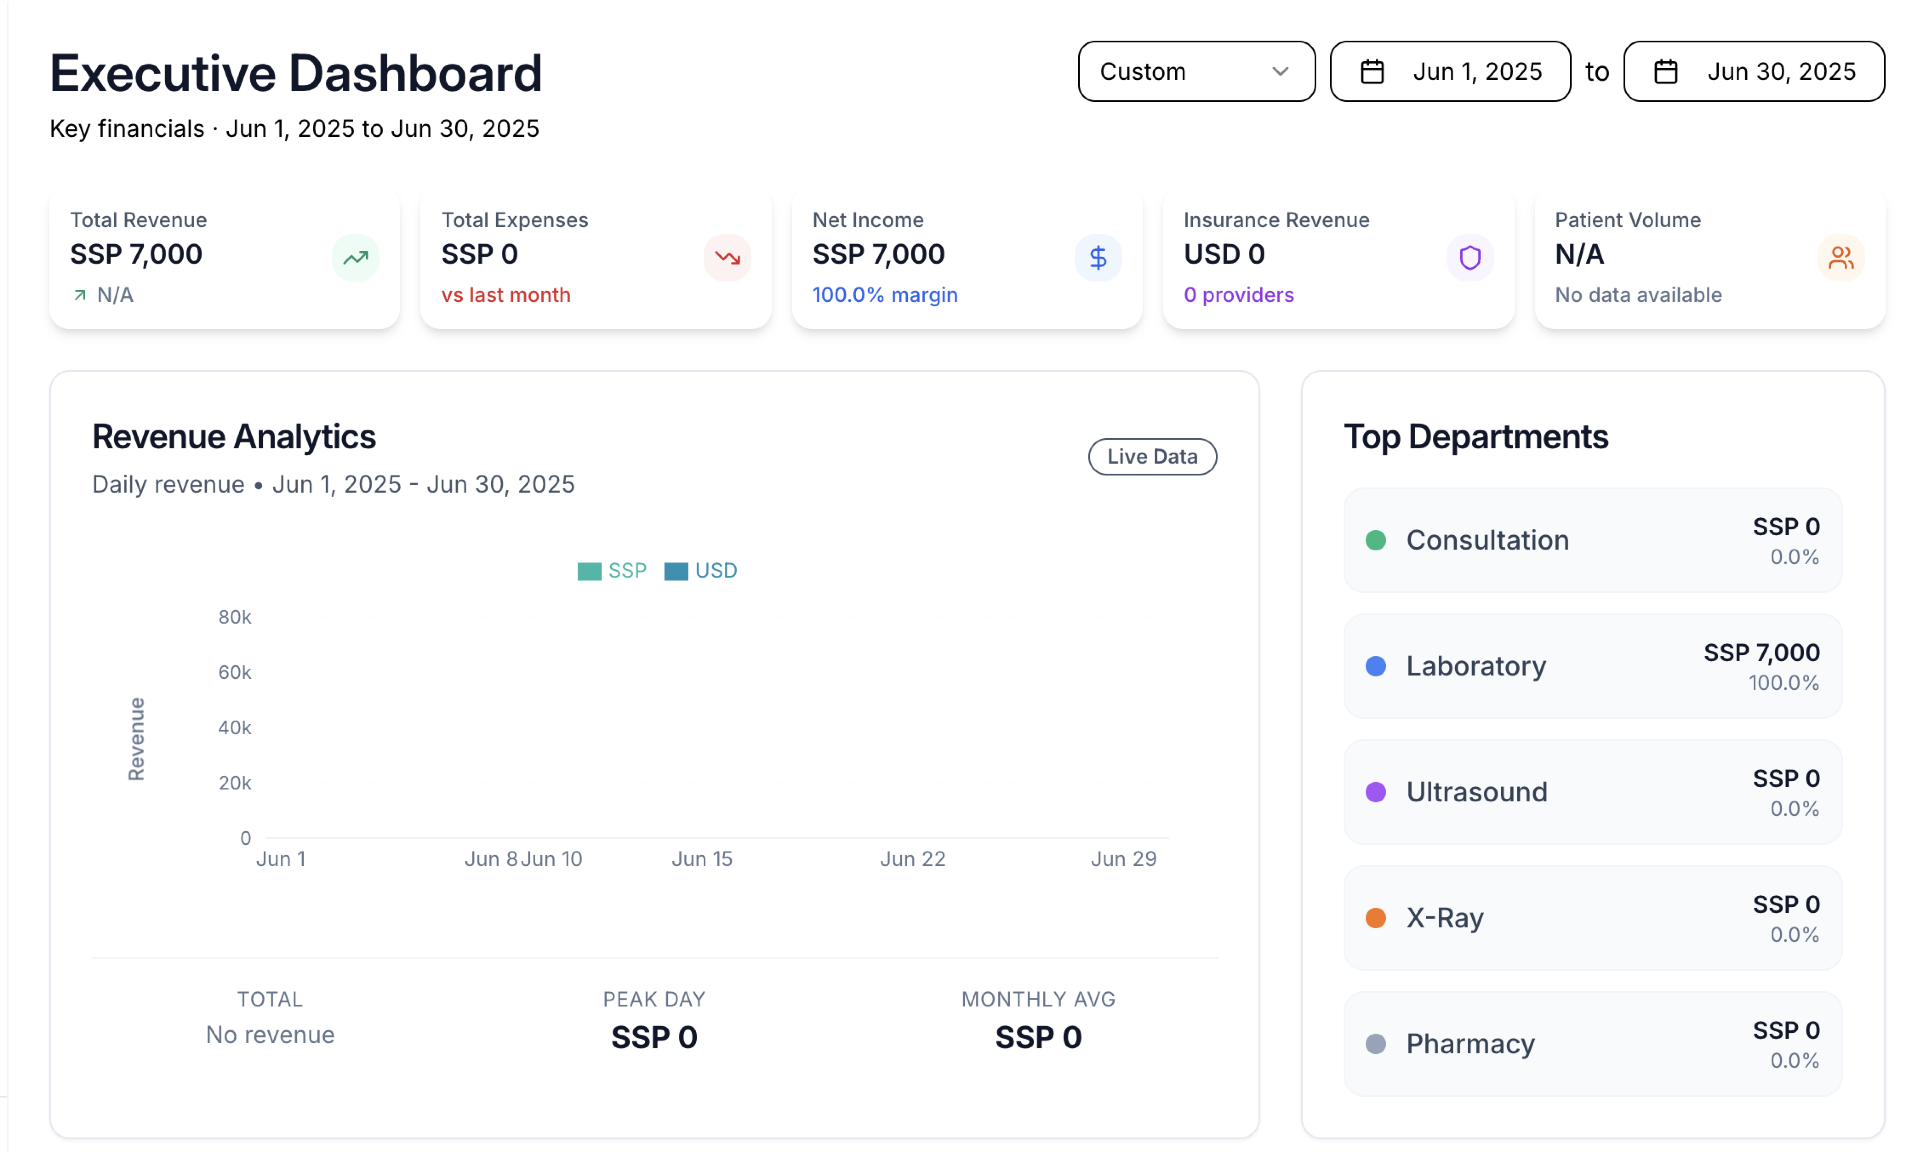 Executive Dashboard
Key financials · Jun 1, 2025 to Jun 30, 2025
Custom
Jun 1, 2025
to
Jun 30, 2025
Total Revenue
SSP 7,000
N/A
Total Expenses
SSP 0
vs last month
Net Income
SSP 7,000
100.0% margin
Insurance Revenue
USD 0
0 providers
Patient Volume
N/A
No data available
Revenue Analytics
Daily revenue • Jun 1, 2025 - Jun 30, 2025
Live Data
SSP
USD
Revenue
80k
60k
40k
20k
0
Jun 1
Jun 8
Jun 10
Jun 15
Jun 22
Jun 29
TOTAL
No revenue
PEAK DAY
SSP 0
MONTHLY AVG
SSP 0
Top Departments
Consultation
SSP 0
0.0%
Laboratory
SSP 7,000
100.0%
Ultrasound
SSP 0
0.0%
X-Ray
SSP 0
0.0%
Pharmacy
SSP 0
0.0%